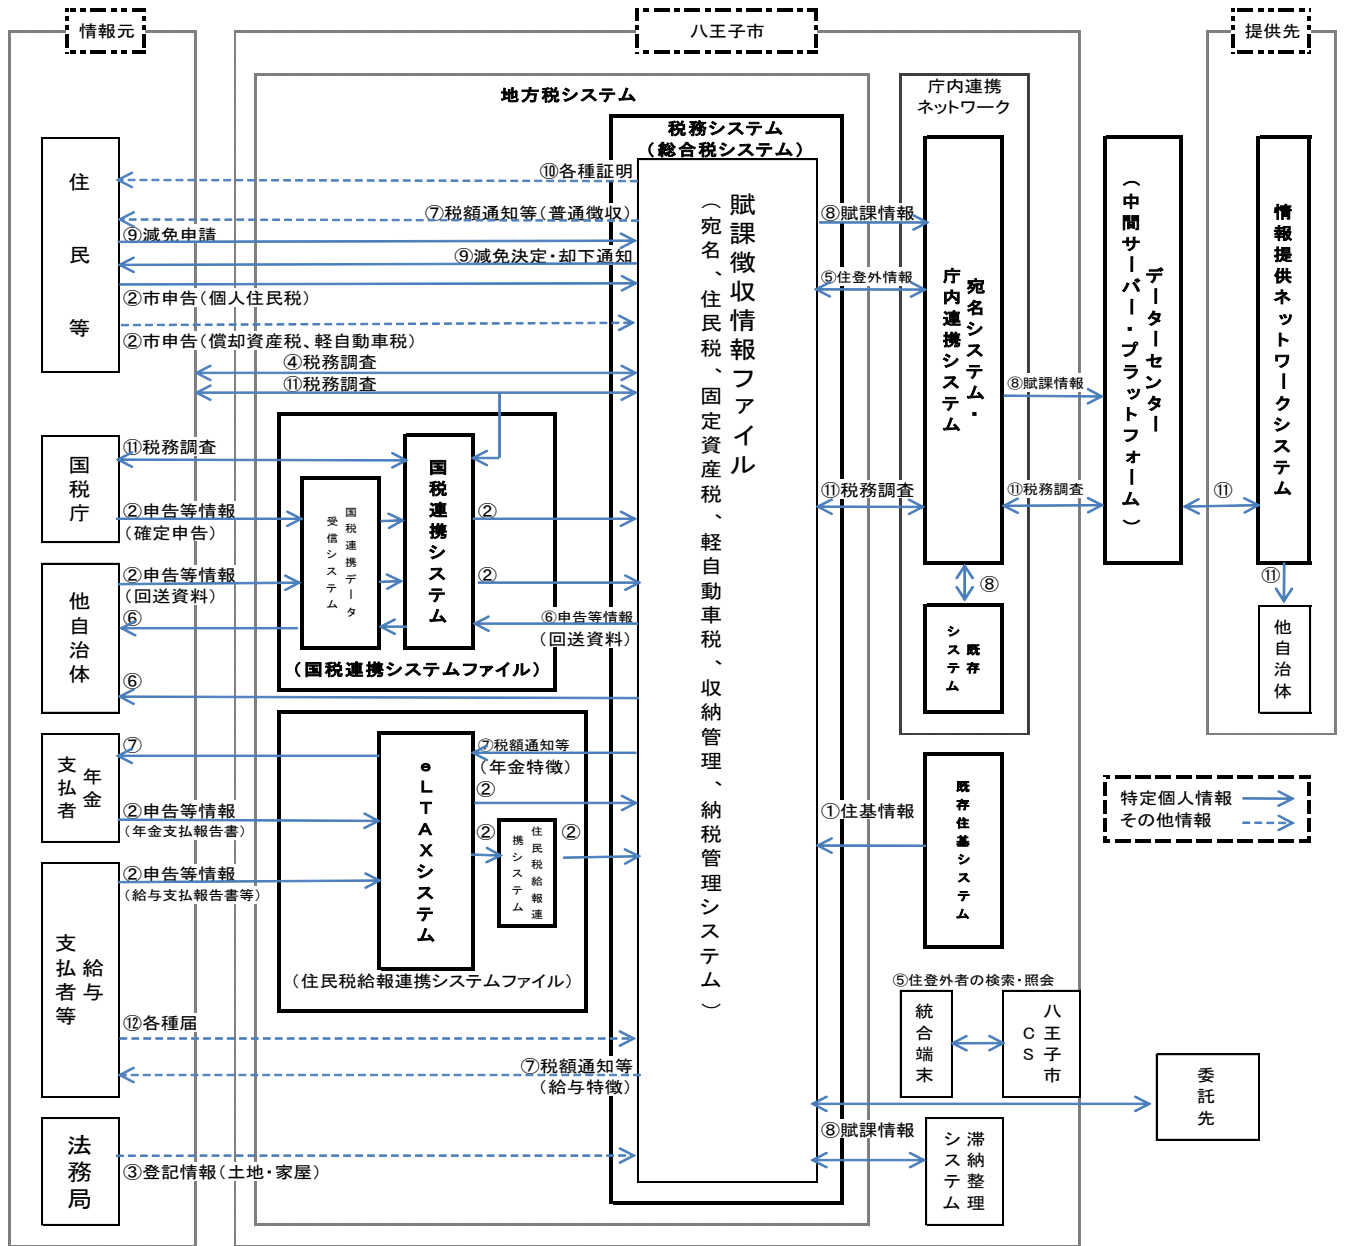 情報元
八王子市
提供先
地方税システム
庁内連携
ネットワーク
税務システム
（総合税システム）
住民等
⑩各種証明
⑦税額通知等（普通徴収）
⑨減免申請
⑨減免決定・却下通知
②市申告（個人住民税）
②市申告（償却資産税、軽自動車税）
④税務調査
⑪税務調査
賦課徴収情報ファイル
（宛名、住民税、固定資産税、軽自動車税、収納管理、納税管理システム）
⑧賦課情報
⑤住登外情報
宛名システム・
庁内連携システム
⑧賦課情報
データーセンター
（中間サーバー・プラットフォーム）
情報提供ネットワークシステム
国税庁
⑪税務調査
②申告等情報
（確定申告）
国税連携データ
受信システム
国税連携システム
②
⑪税務調査
⑪税務調査
⑪
他自治体
②申告等情報
（回送資料）
⑥
②
⑥申告等情報
（回送資料）
（国税連携システムファイル）
⑥
⑧
既存
システム
⑪
他自治体
年金
支払者
⑦
②申告等情報
（年金支払報告書）
eLTAXシステム
⑦税額通知等
（年金特徴）
②
②
住民税給報連
携システム
②
（住民税給報連携システムファイル）
①住基情報
既存住基システム
特定個人情報
その他情報
給与
支払者等
②申告等情報
（給与支払報告書等）
⑫各種届
⑦税額通知等
（給与特徴）
⑤住登外者の検索・照会
統合端末
八王子市
CS
委託先
法務局
③登記情報（土地・家屋）
⑧賦課情報
滞納整理
システム